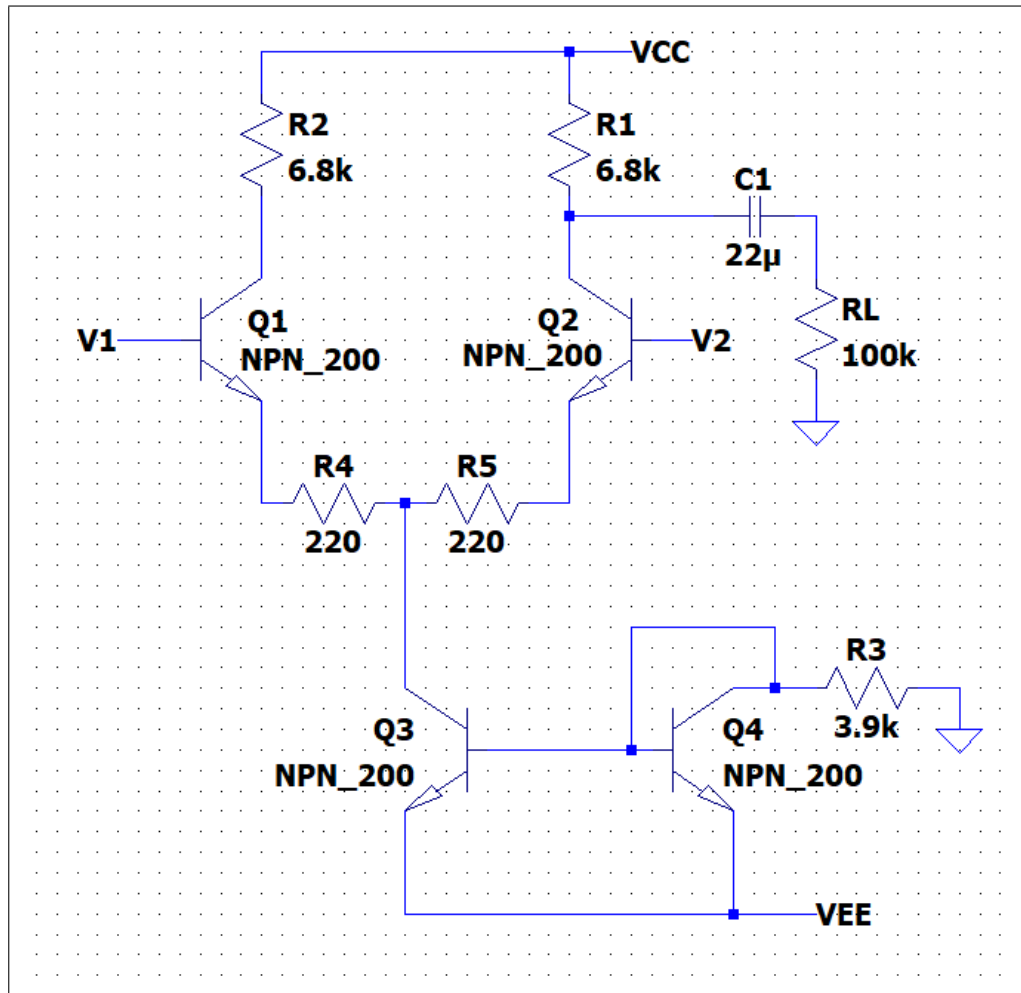 VCC
R2
6.8k
R1
6.8k
C1
22µ
RL
100k
V1
Q1
NPN_200
Q2
NPN_200
V2
R4
220
R5
220
R3
3.9k
Q3
NPN_200
Q4
NPN_200
VEE